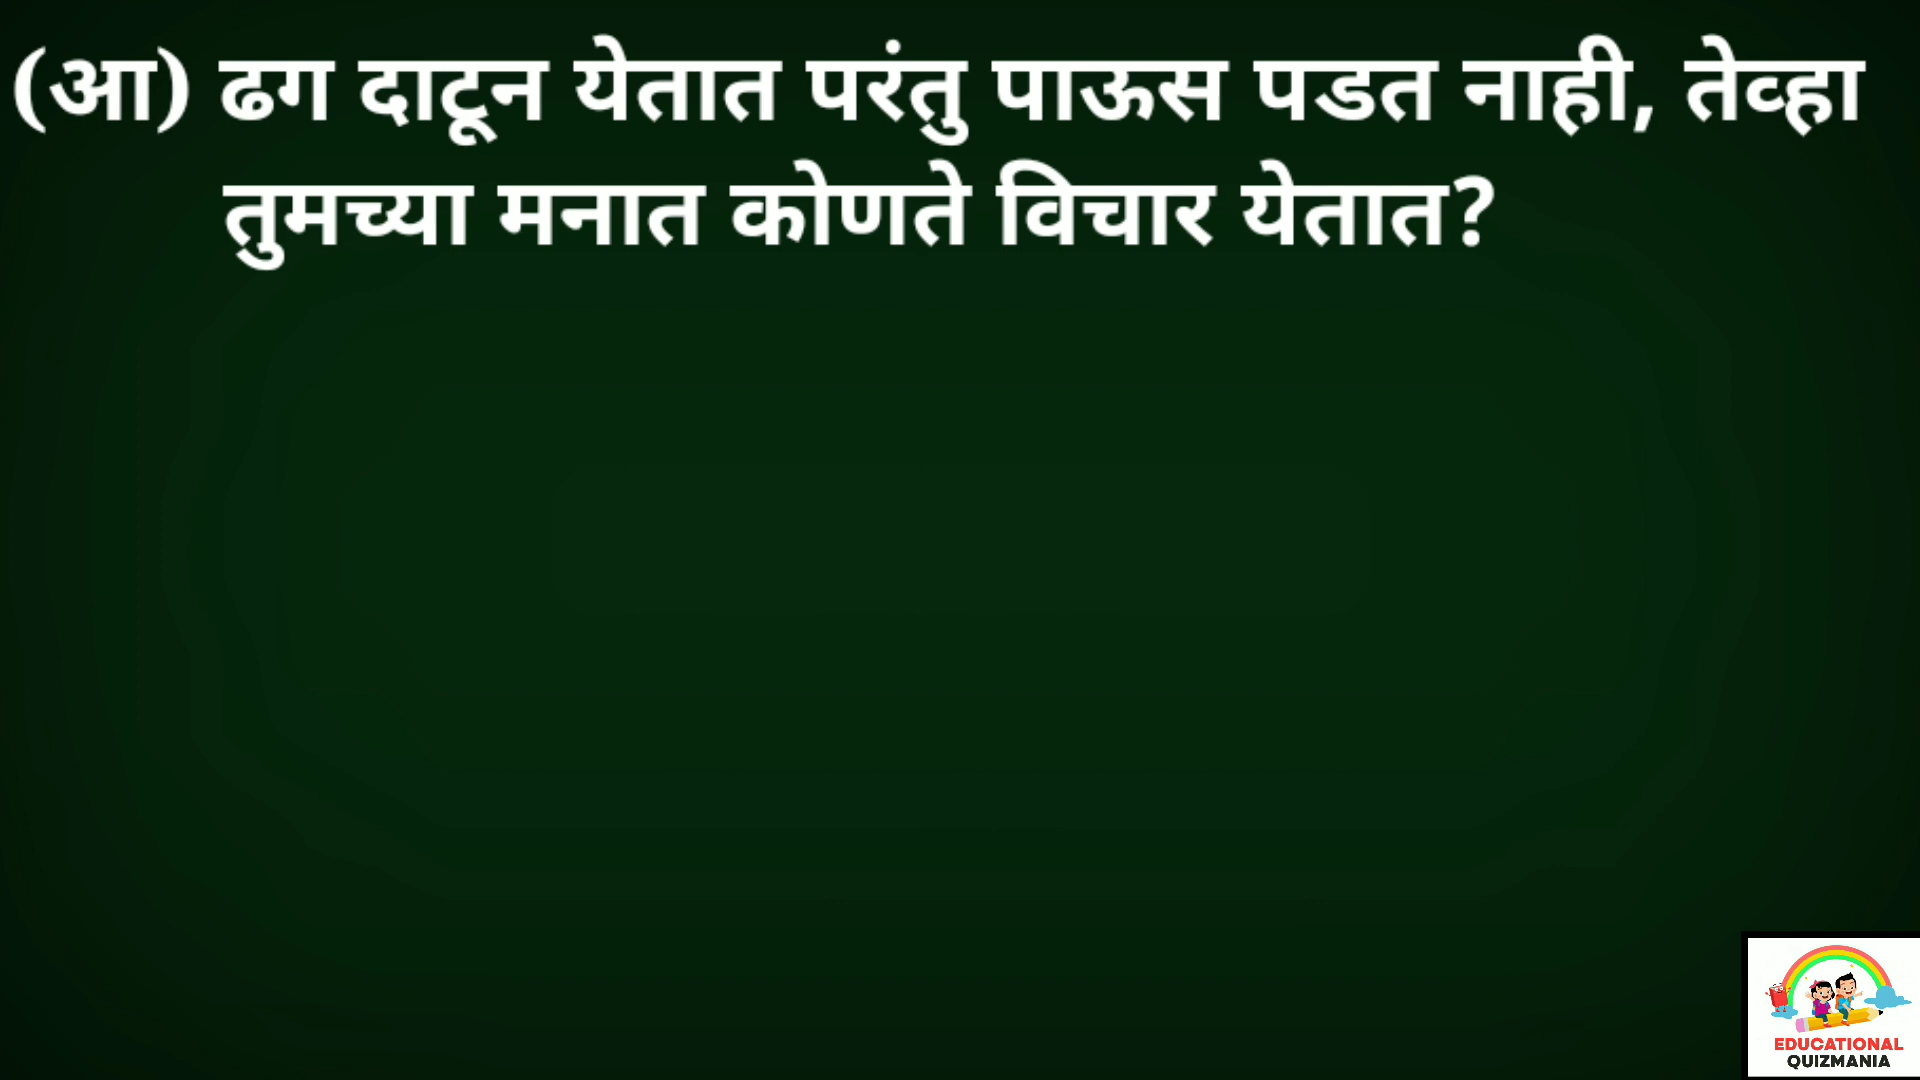 (आ) ढग दाटून येतात परंतु पाऊस पडत नाही, तेव्हा
तुमच्या मनात कोणते विचार येतात?
EDUCATIONAL
QUIZMANIA